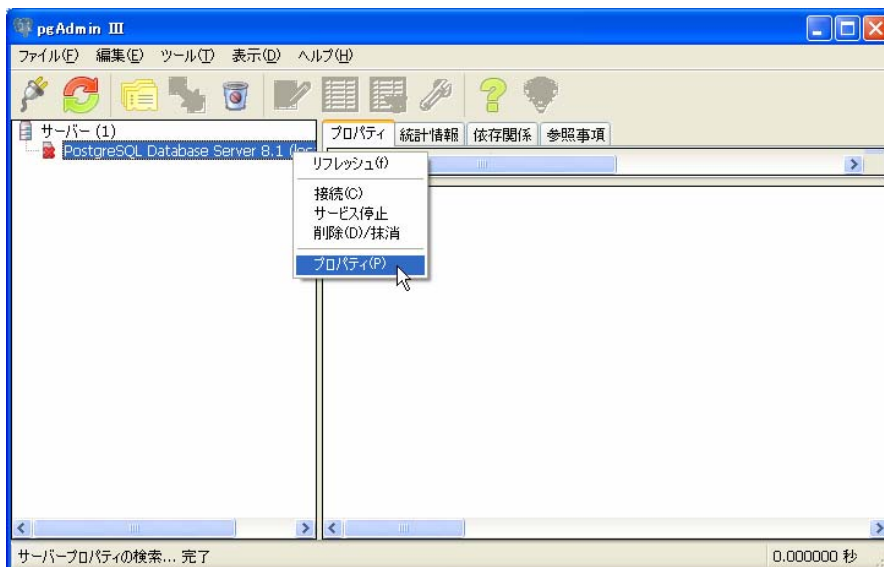 pgAdmin III
ファイル(F) 編集(E) ツール(T) 表示(D) ヘルプ(H)
サーバー (1)
PostgreSQL Database Server 8.1 (loc
プロパティ 統計情報 依存関係 参照事項
リフレッシュ(f)
接続(C)
サービス停止
削除(D)/抹消
プロパティ(P)
サーバープロパティの検索... 完了
0.000000 秒